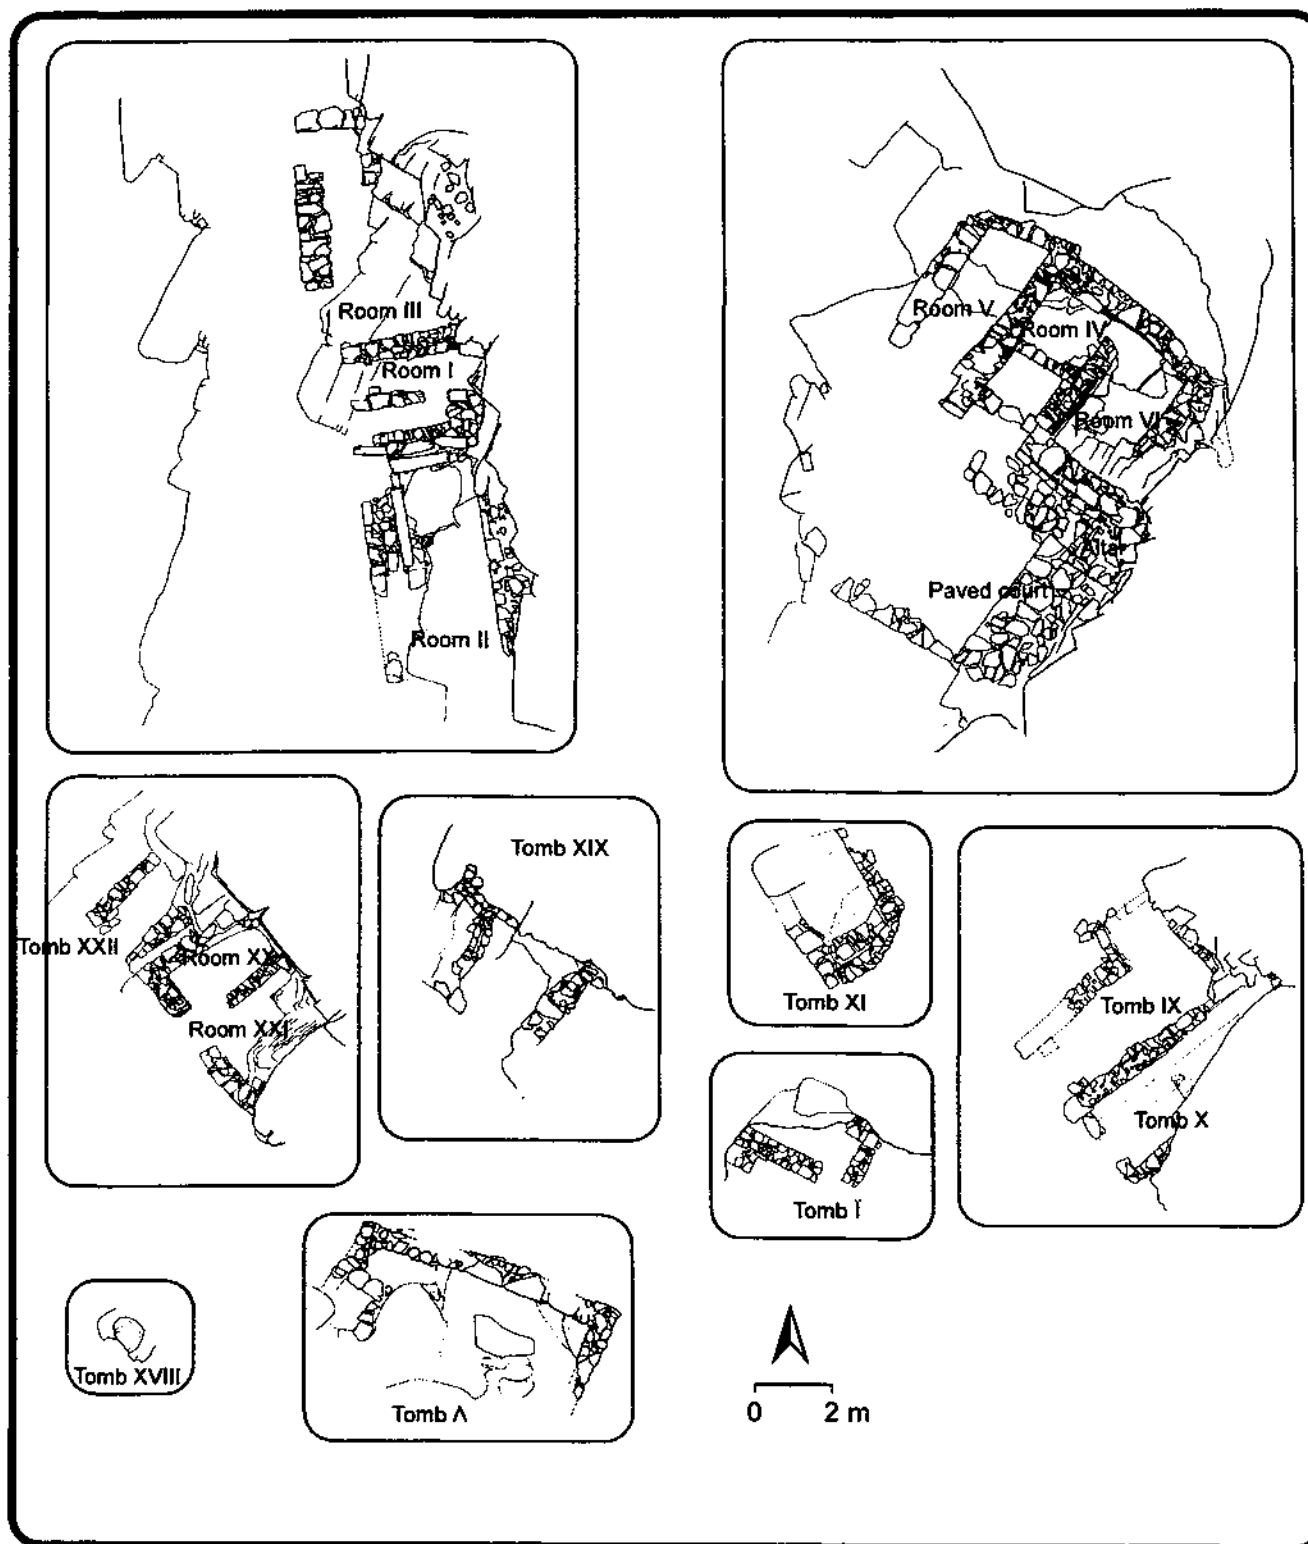 Room III
Room I
Room II
Room V
Room IV
Room VI
Altar
Paved court
Tomb XXII
Room XX
Room XXI
Tomb XIX
Tomb XI
Tomb IX
Tomb X
Tomb Ï
Tomb XVIII
Tomb Λ
0 2 m